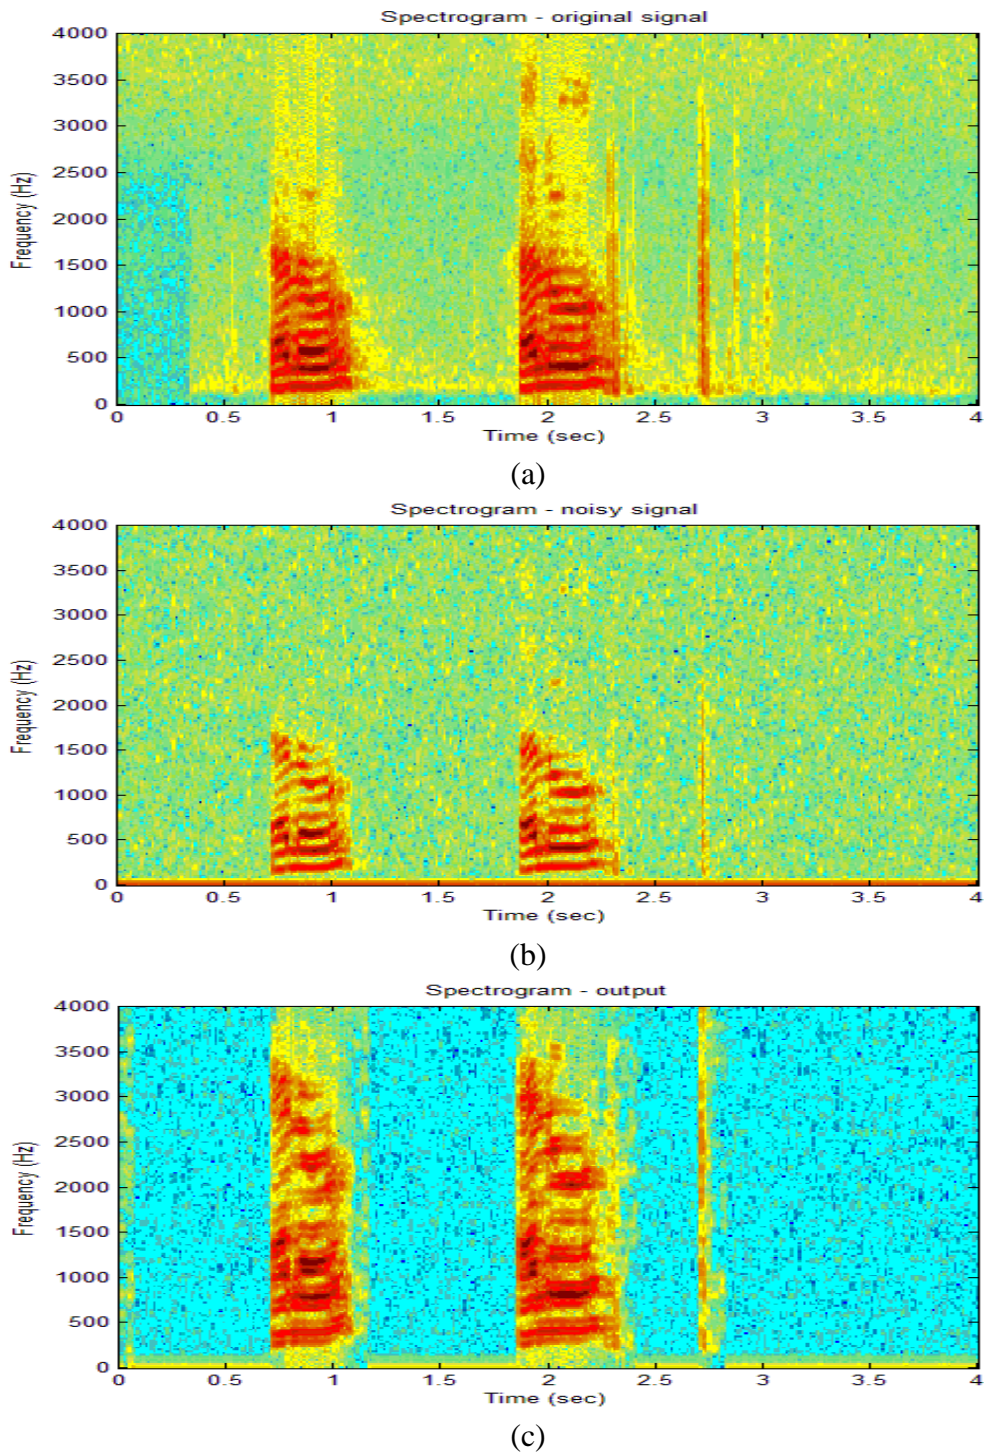 Spectrogram - original signal
4000
3500
3000
2500
2000
1500
1000
500
0
Frequency (Hz)
0 0.5 1 1.5 2 2.5 3 3.5 4
Time (sec)
(a)
Spectrogram - noisy signal
4000
3500
3000
2500
2000
1500
1000
500
0
Frequency (Hz)
0 0.5 1 1.5 2 2.5 3 3.5 4
Time (sec)
(b)
Spectrogram - output
4000
3500
3000
2500
2000
1500
1000
500
0
Frequency (Hz)
0 0.5 1 1.5 2 2.5 3 3.5 4
Time (sec)
(c)